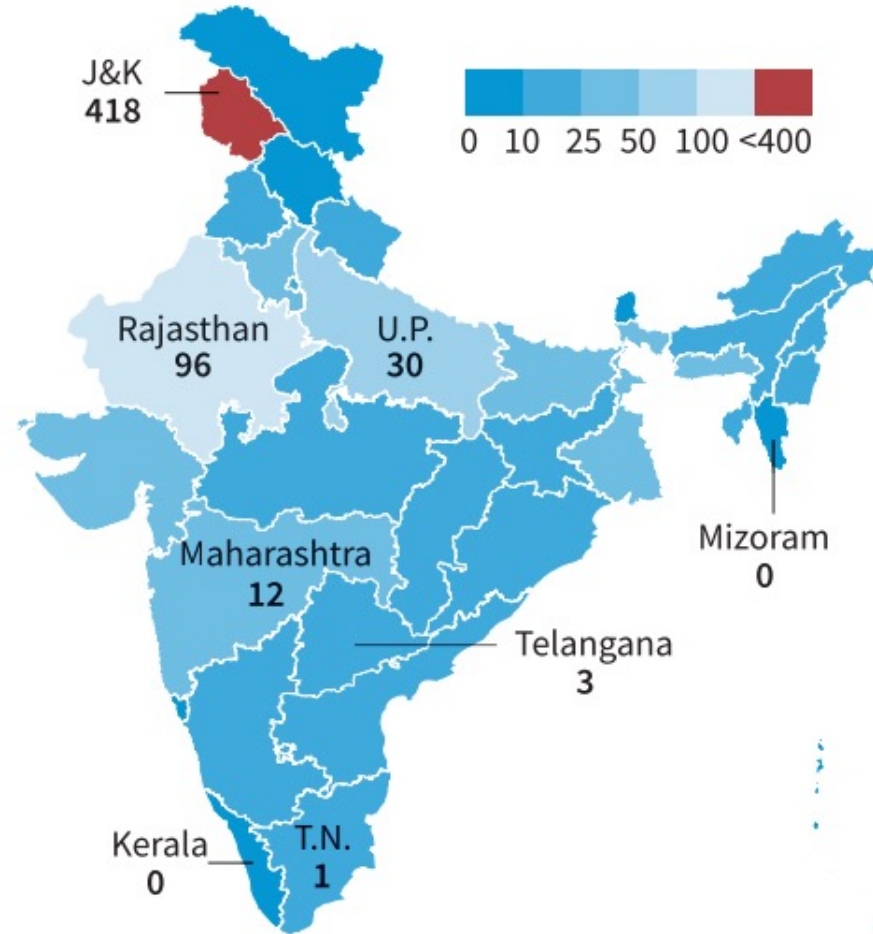 J&K
418
0 10 25 50 100 <400
Rajasthan
96
U.P.
30
Maharashtra
12
Mizoram
0
Telangana
3
Kerala
0
T.N.
1